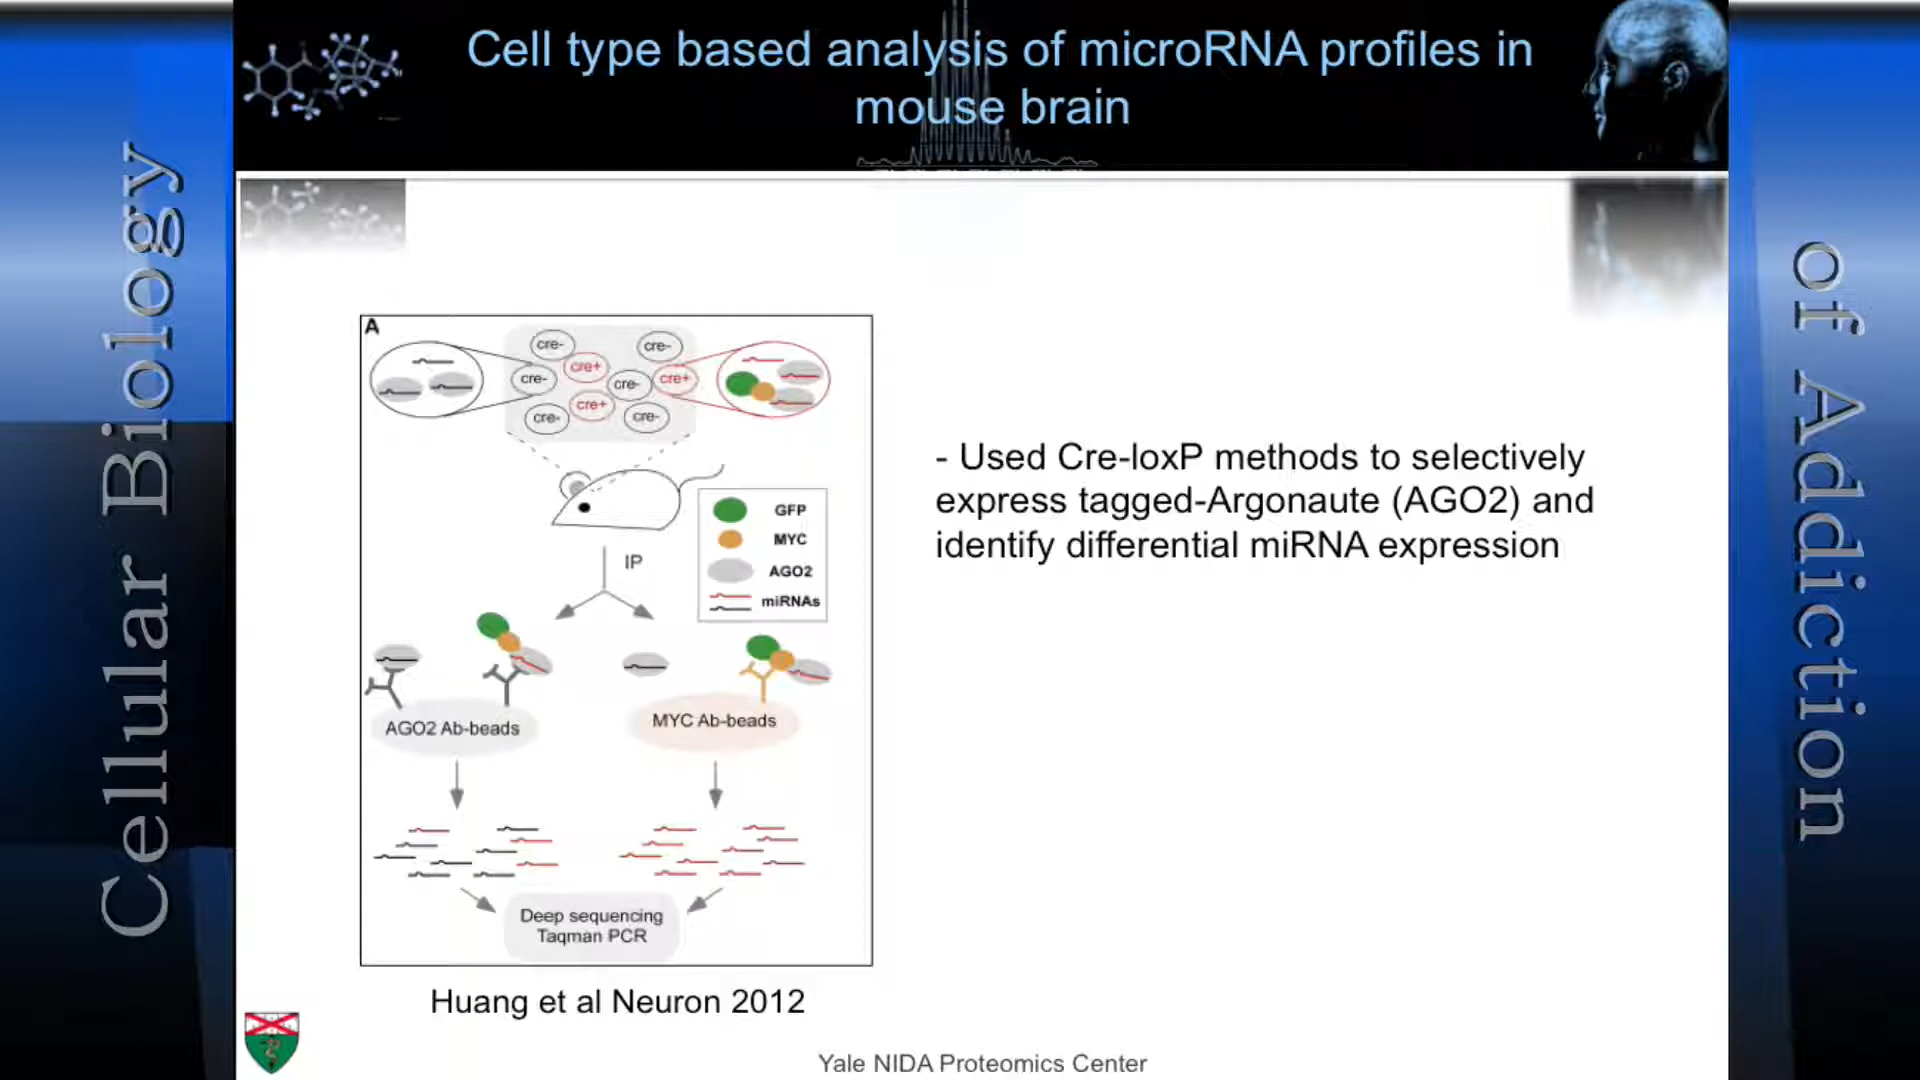 Cell type based analysis of microRNA profiles in
mouse brain
Cellular Biology
of Addiction
A
cre-
cre-
cre+
cre-
cre-
cre+
cre+
cre-
cre-
GFP
MYC
AGO2
miRNAs
IP
AGO2 Ab-beads
MYC Ab-beads
Deep sequencing
Taqman PCR
- Used Cre-loxP methods to selectively
express tagged-Argonaute (AGO2) and
identify differential miRNA expression
Huang et al Neuron 2012
Yale NIDA Proteomics Center